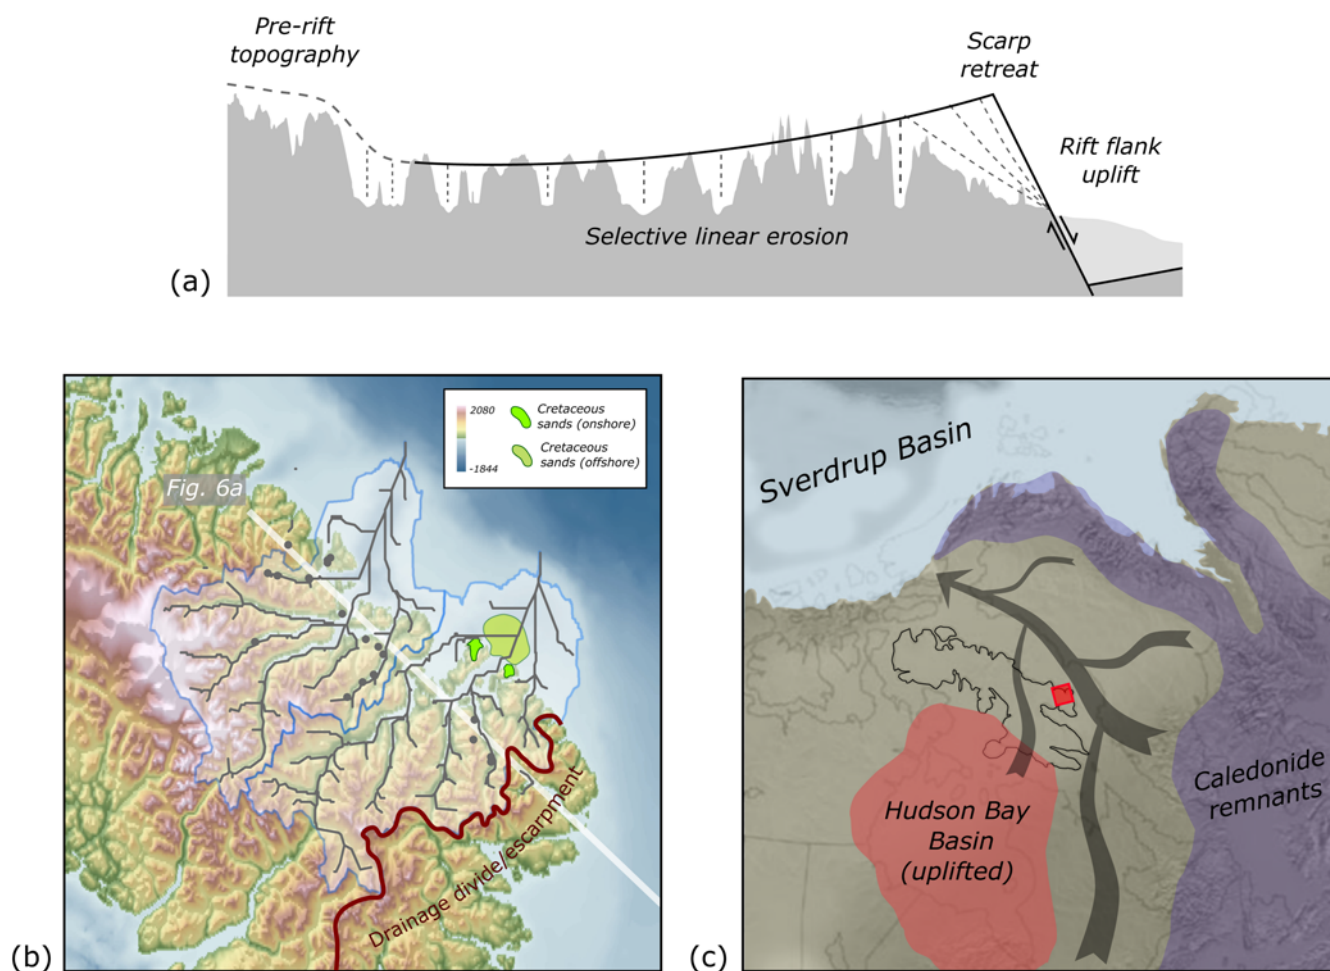 Pre-rift
topography
Scarp
retreat
Rift flank
uplift
Selective linear erosion
(a)
2080
-1844
Cretaceous
sands (onshore)
Cretaceous
sands (offshore)
Fig. 6a
Drainage divide/escarpment
(b)
Sverdrup Basin
Caledonide
remnants
Hudson Bay
Basin
(uplifted)
(c)